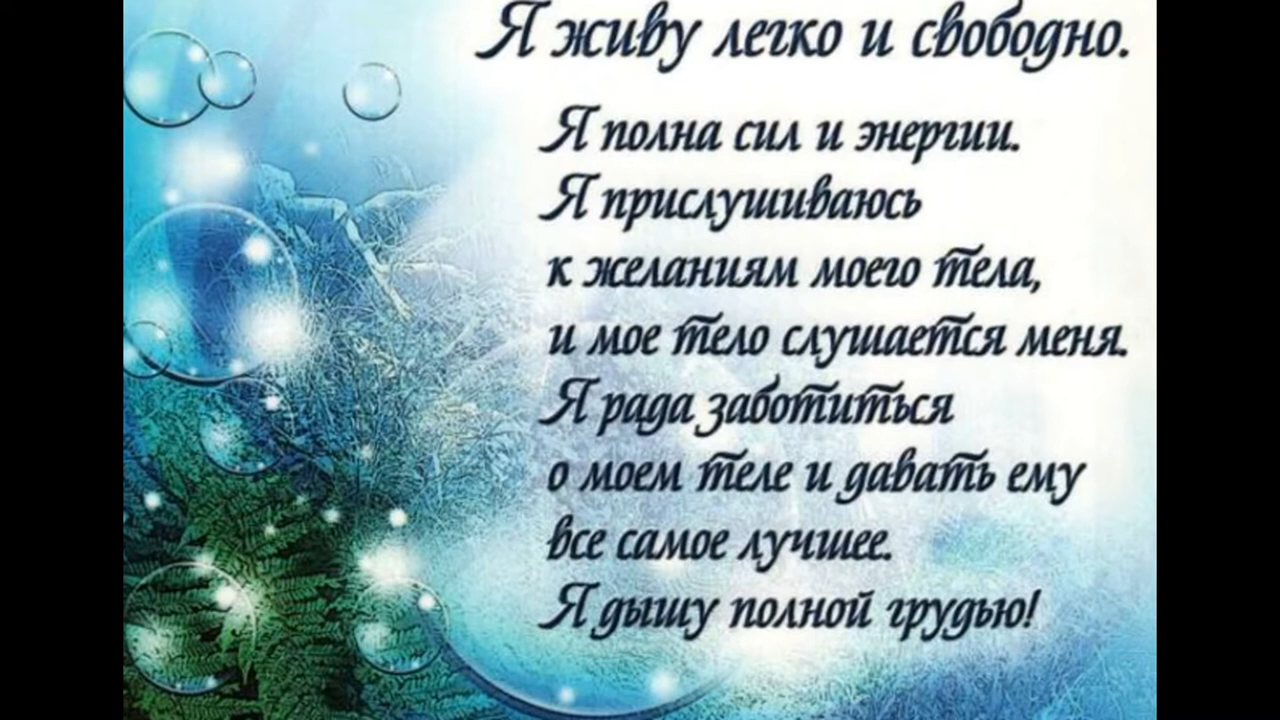 Я живу легко и свободно.
Я полна сил и энергии.
Я прислушиваюсь
к желаниям моего тела,
и мое тело слушается меня.
Я рада заботиться
о моем теле и давать ему
все самое лучшее.
Я дышу полной грудью!